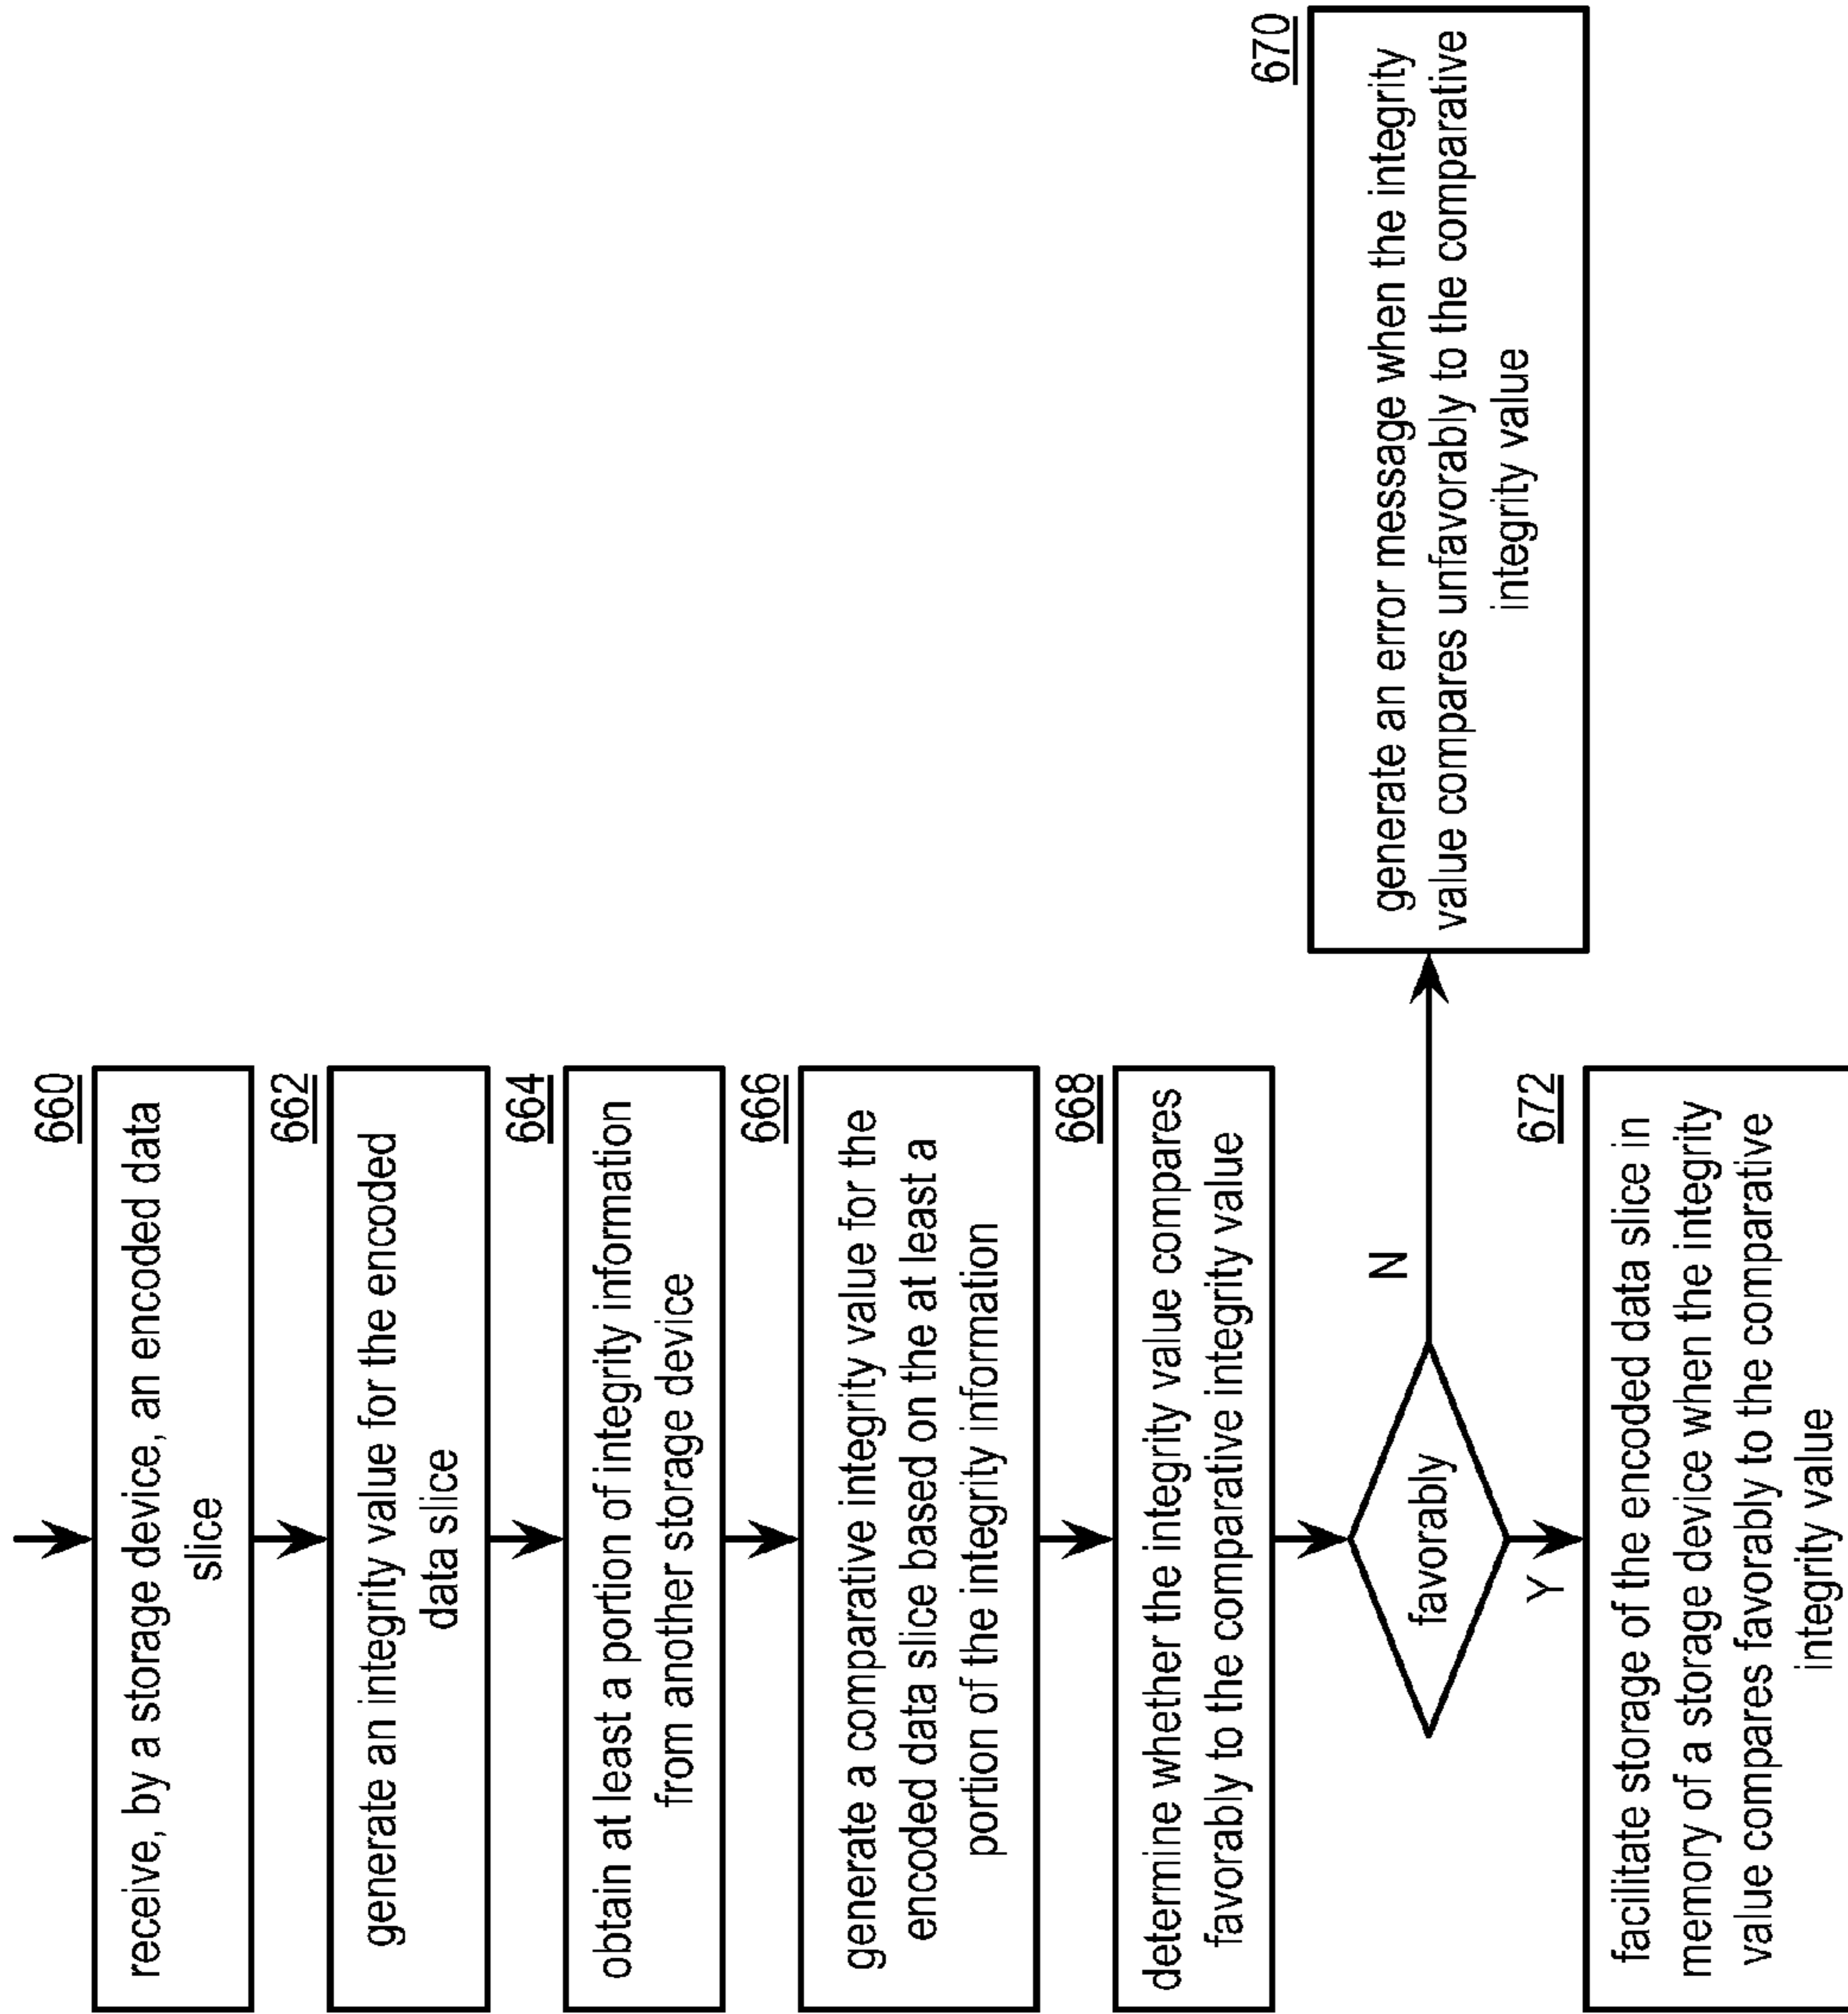 660
receive, by a storage device, an encoded data
slice
662
generate an integrity value for the encoded
data slice
664
obtain at least a portion of integrity information
from another storage device
666
generate a comparative integrity value for the
encoded data slice based on the at least a
portion of the integrity information
668
determine whether the integrity value compares
favorably to the comparative integrity value
favorably
N
Y
670
generate an error message when the integrity
value compares unfavorably to the comparative
integrity value
672
facilitate storage of the encoded data slice in
memory of a storage device when the integrity
value compares favorably to the comparative
integrity value